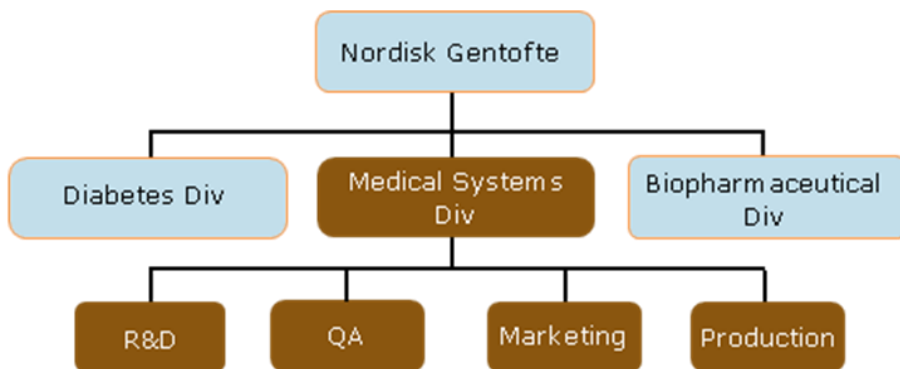 Nordisk Gentofte
Diabetes Div
Medical Systems
Div
Biopharmaceutical
Div
R&D
QA
Marketing
Production